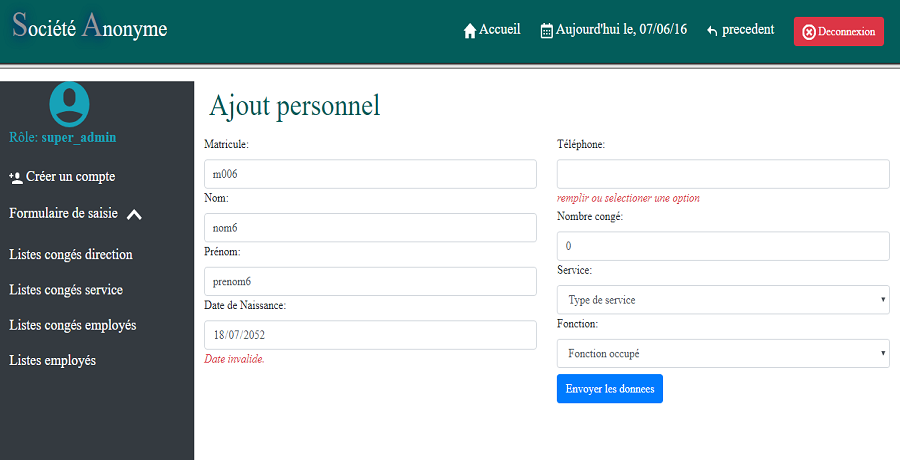 Société Anonyme
Accueil
Aujourd'hui le, 07/06/16
precedent
Deconnexion
Rôle: super_admin
Créer un compte
Formulaire de saisie
Listes congés direction
Listes congés service
Listes congés employés
Listes employés
Ajout personnel
Matricule:
m006
Nom:
nom6
Prénom:
prenom6
Date de Naissance:
18/07/2052
Date invalide.
Téléphone:
remplir ou selectioner une option
Nombre congé:
0
Service:
Type de service
Fonction:
Fonction occupé
Envoyer les donnees